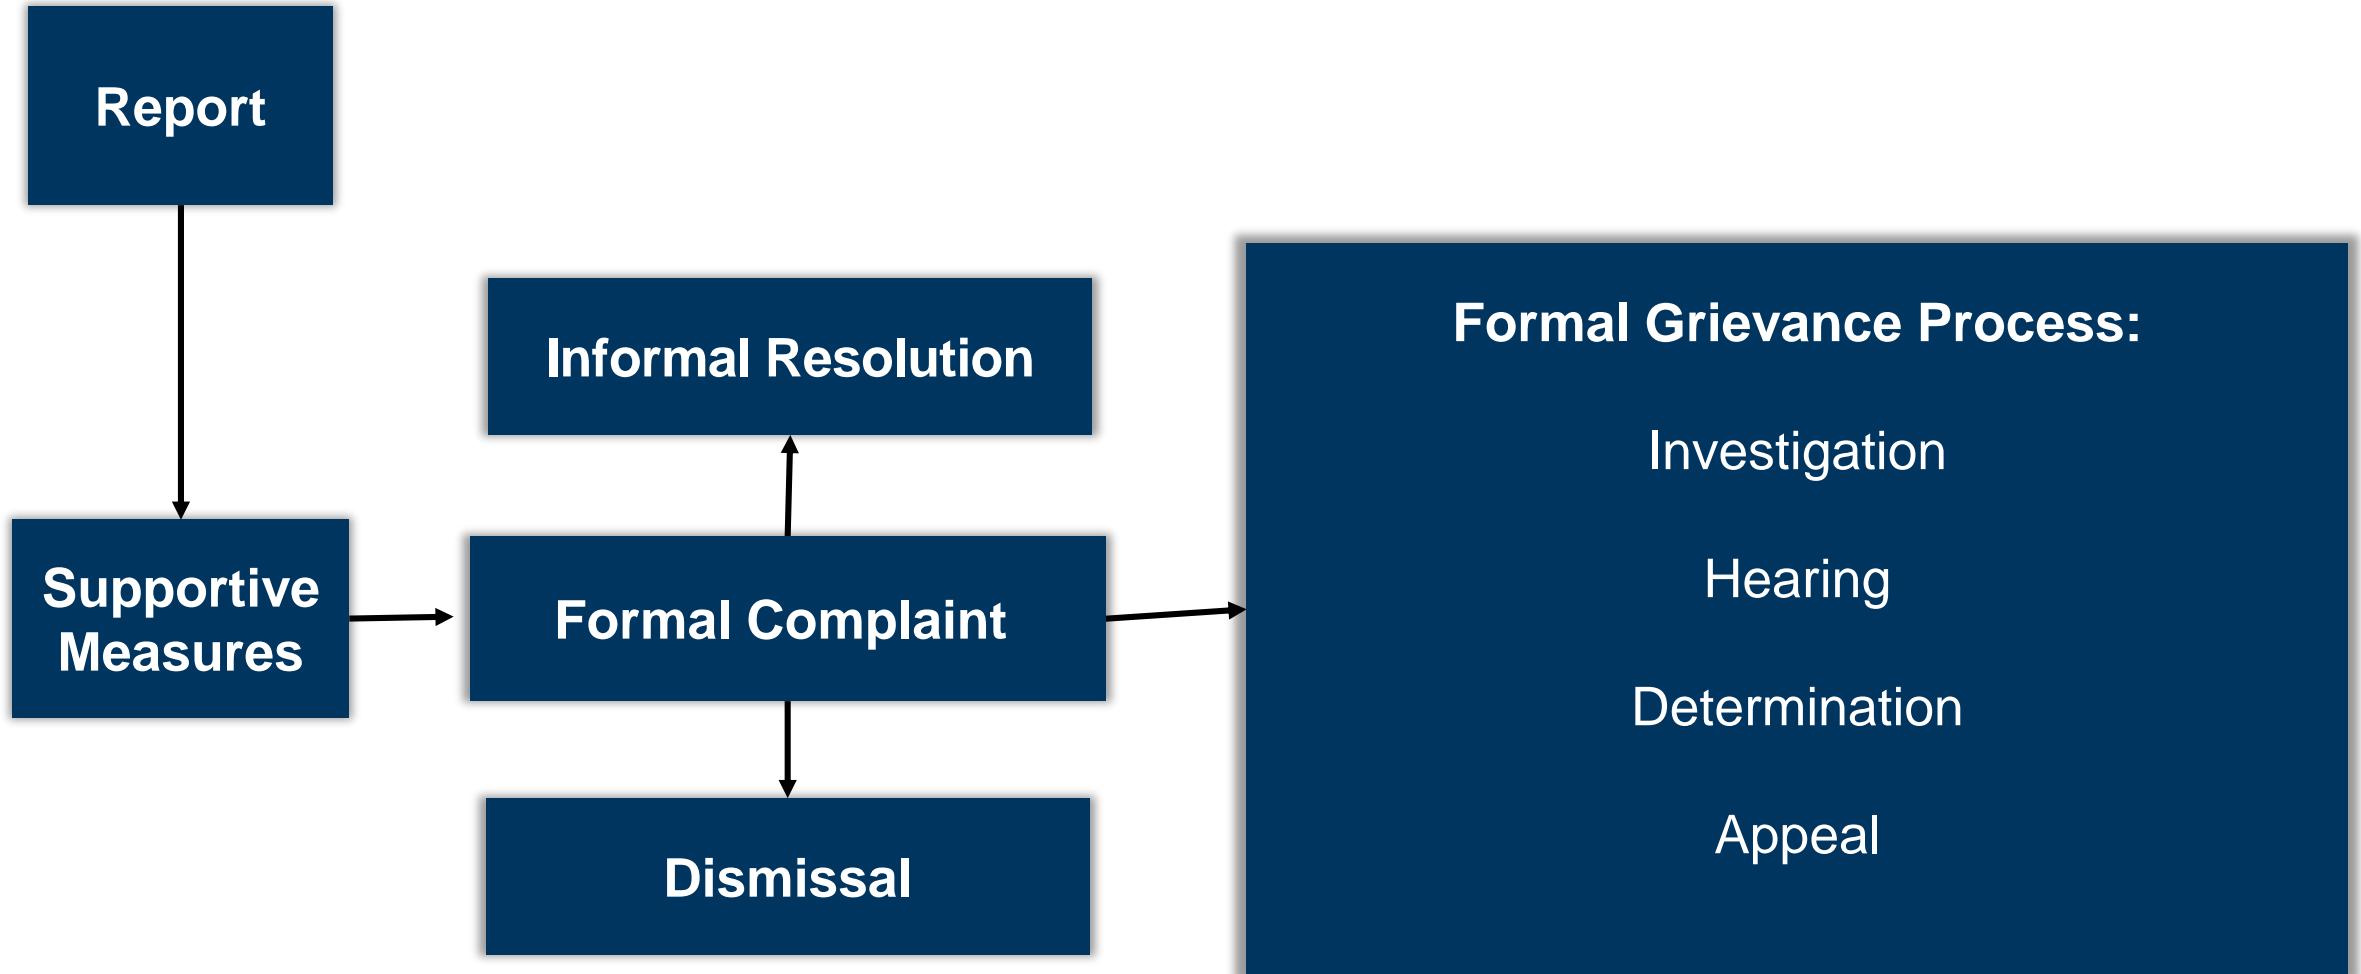 Report
Supportive
Measures
Informal Resolution
Formal Complaint
Dismissal
Formal Grievance Process:
Investigation
Hearing
Determination
Appeal